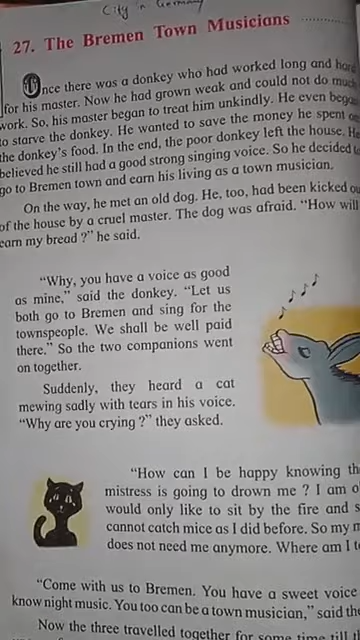 City in Germany
27. The Bremen Town Musicians
Once there was a donkey who had worked long and hard
for his master. Now he had grown weak and could not do much
work. So, his master began to treat him unkindly. He even began
to starve the donkey. He wanted to save the money he spent on
the donkey's food. In the end, the poor donkey left the house. He
believed he still had a good strong singing voice. So he decided to
go to Bremen town and earn his living as a town musician.
On the way, he met an old dog. He, too, had been kicked ou
of the house by a cruel master. The dog was afraid. "How will
earn my bread ?" he said.
"Why, you have a voice as good
as mine," said the donkey. "Let us
both go to Bremen and sing for the
townspeople. We shall be well paid
there." So the two companions went
on together.
Suddenly, they heard a cat
mewing sadly with tears in his voice.
"Why are you crying ?" they asked.
"How can I be happy knowing th
mistress is going to drown me ? I am o
would only like to sit by the fire and s
cannot catch mice as I did before. So my m
does not need me anymore. Where am I t
"Come with us to Bremen. You have a sweet voice
know night music. You too can be a town musician," said the
Now the three travelled together for some time till